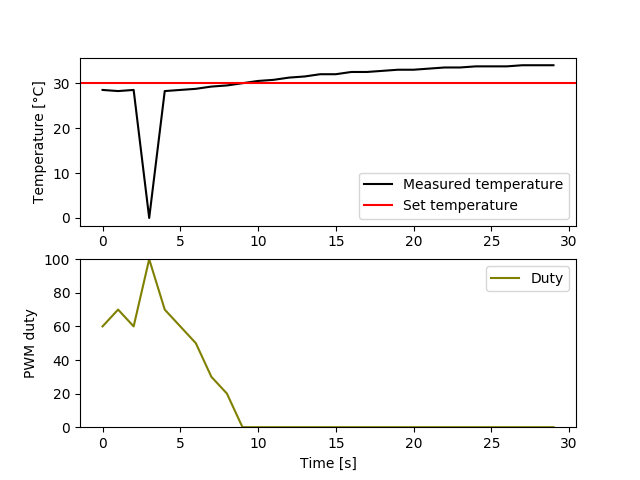 Temperature [°C]
30
20
10
0
Measured temperature
Set temperature
0 5 10 15 20 25 30
PWM duty
100
80
60
40
20
0
Duty
0 5 10 15 20 25 30
Time [s]